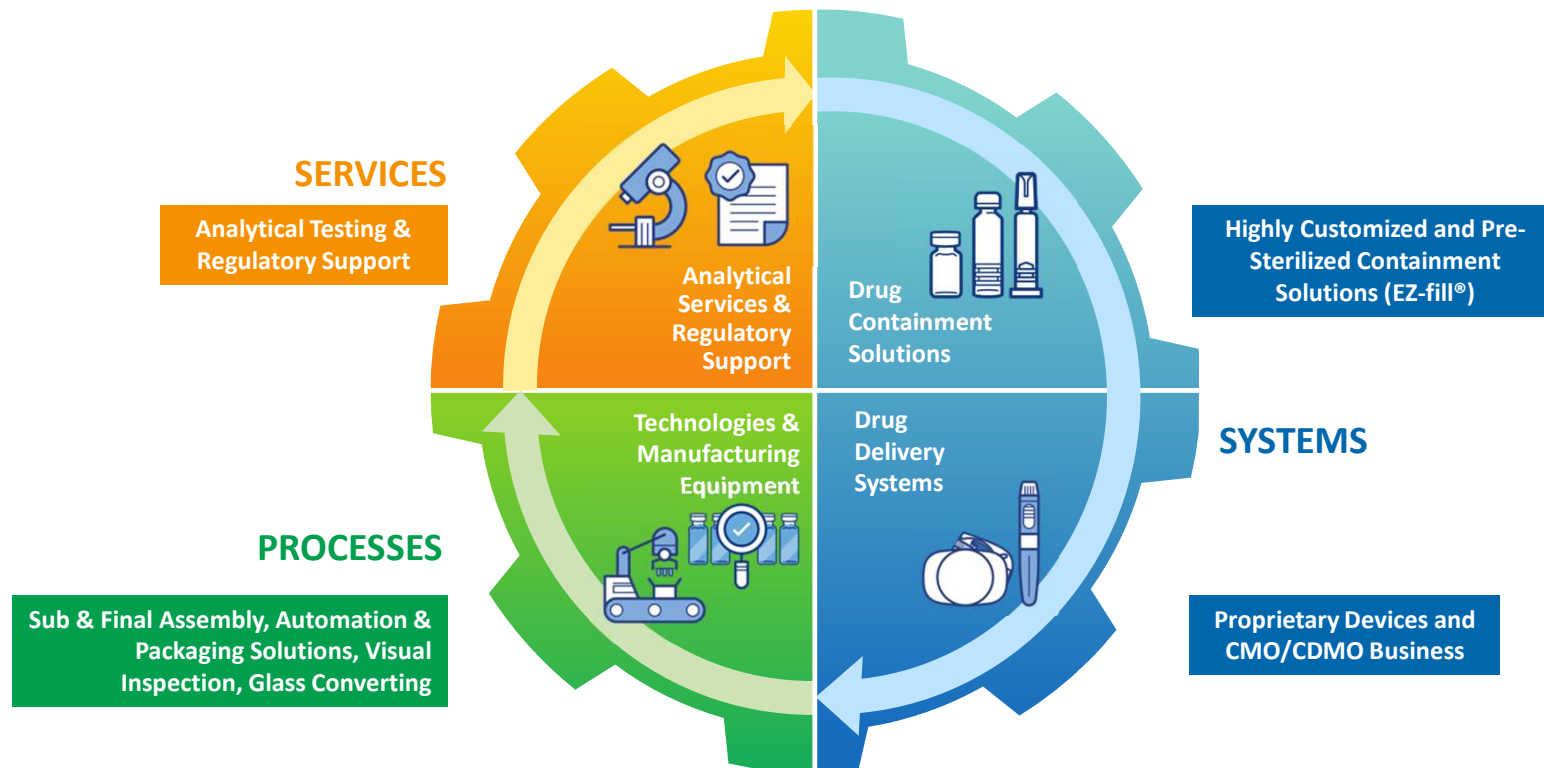 SERVICES
Analytical Testing &
Regulatory Support
Analytical
Services &
Regulatory
Support
Drug
Containment
Solutions
Highly Customized and Pre-
Sterilized Containment
Solutions (EZ-fill®)
Technologies &
Manufacturing
Equipment
Drug
Delivery
Systems
SYSTEMS
PROCESSES
Sub & Final Assembly, Automation &
Packaging Solutions, Visual
Inspection, Glass Converting
Proprietary Devices and
CMO/CDMO Business